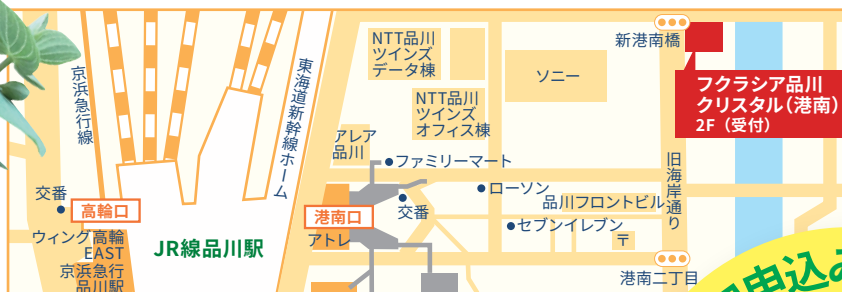 NTT品川
ツインズ
データ棟
新港南橋
ソニー
フクラシア品川
クリスタル（港南）
2F（受付）
京浜急行線
東海道新幹線ホーム
NTT品川
ツインズ
オフィス棟
アレア
品川
ファミリーマート
旧海岸通り
ローソン
品川フロントビル
交番
高輪口
港南口
交番
セブンイレブン
〒
ウィング高輪
EAST
JR線品川駅
アトレ
京浜急行
品川駅
港南二丁目
申込み